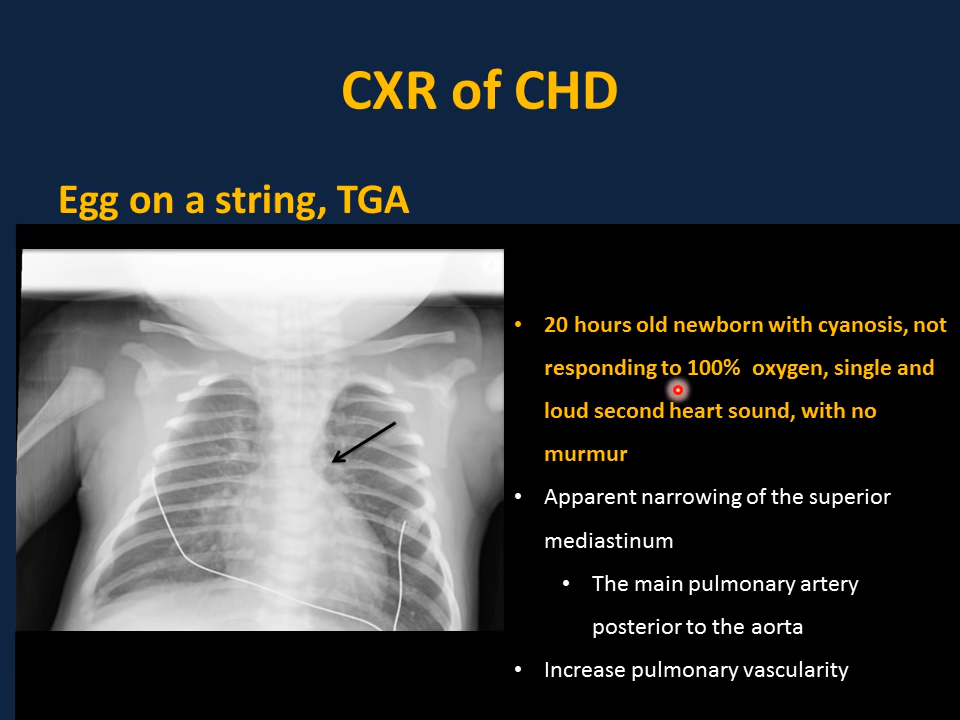 CXR of CHD
Egg on a string, TGA
• 20 hours old newborn with cyanosis, not
responding to 100% oxygen, single and
loud second heart sound, with no
murmur
• Apparent narrowing of the superior
mediastinum
• The main pulmonary artery
posterior to the aorta
• Increase pulmonary vascularity